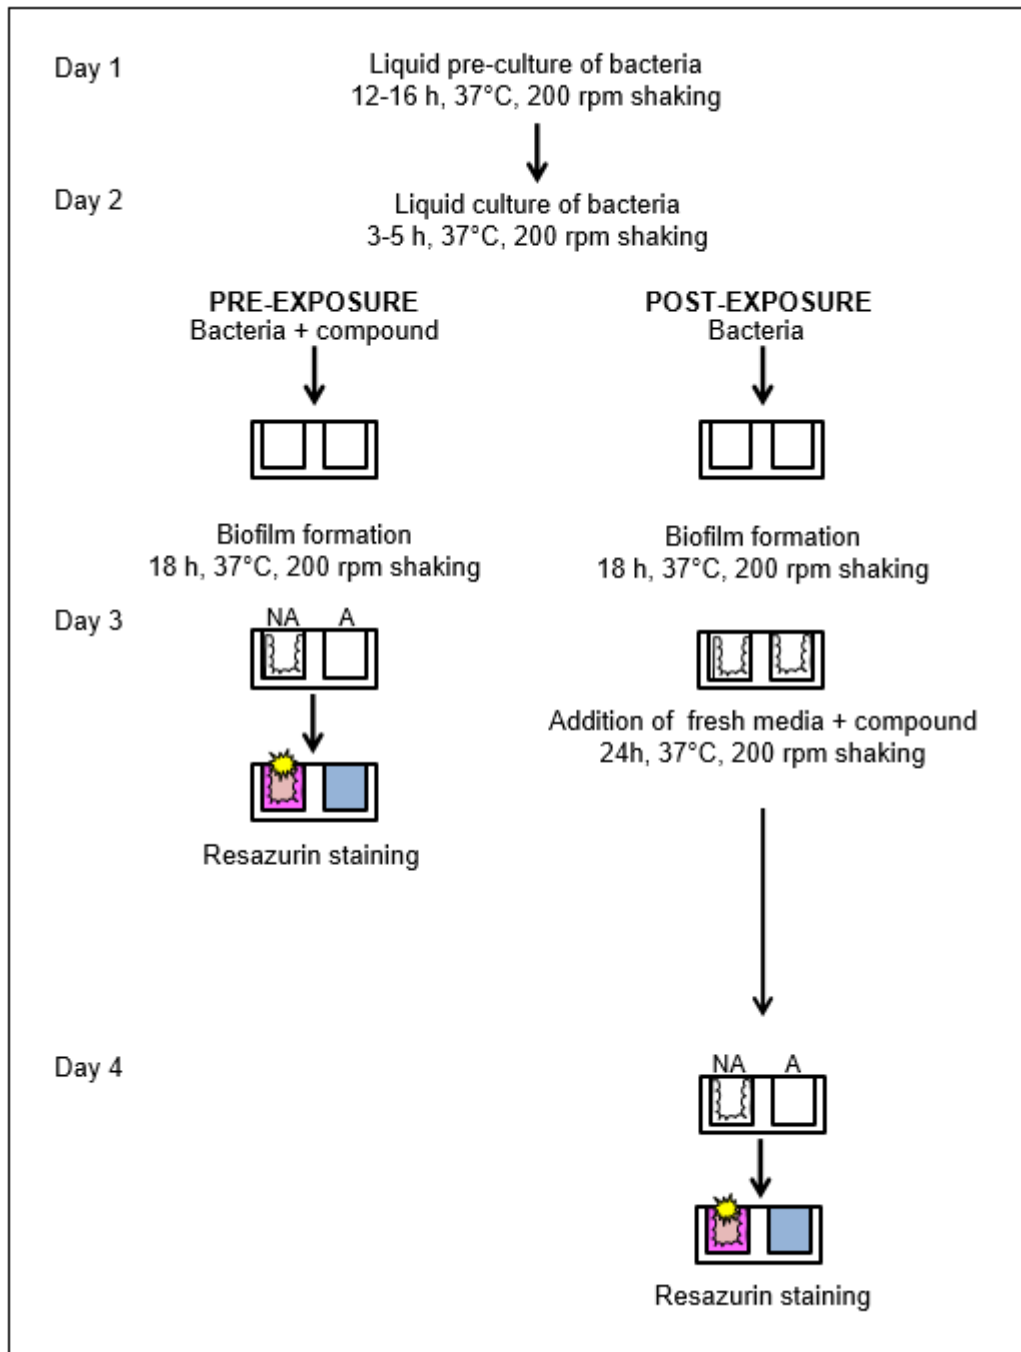 Day 1
Liquid pre-culture of bacteria
12-16 h, 37°C, 200 rpm shaking
Day 2
Liquid culture of bacteria
3-5 h, 37°C, 200 rpm shaking
PRE-EXPOSURE
Bacteria + compound
POST-EXPOSURE
Bacteria
Biofilm formation
18 h, 37°C, 200 rpm shaking
Biofilm formation
18 h, 37°C, 200 rpm shaking
Day 3
NA A
Resazurin staining
Addition of fresh media + compound
24h, 37°C, 200 rpm shaking
Day 4
NA A
Resazurin staining